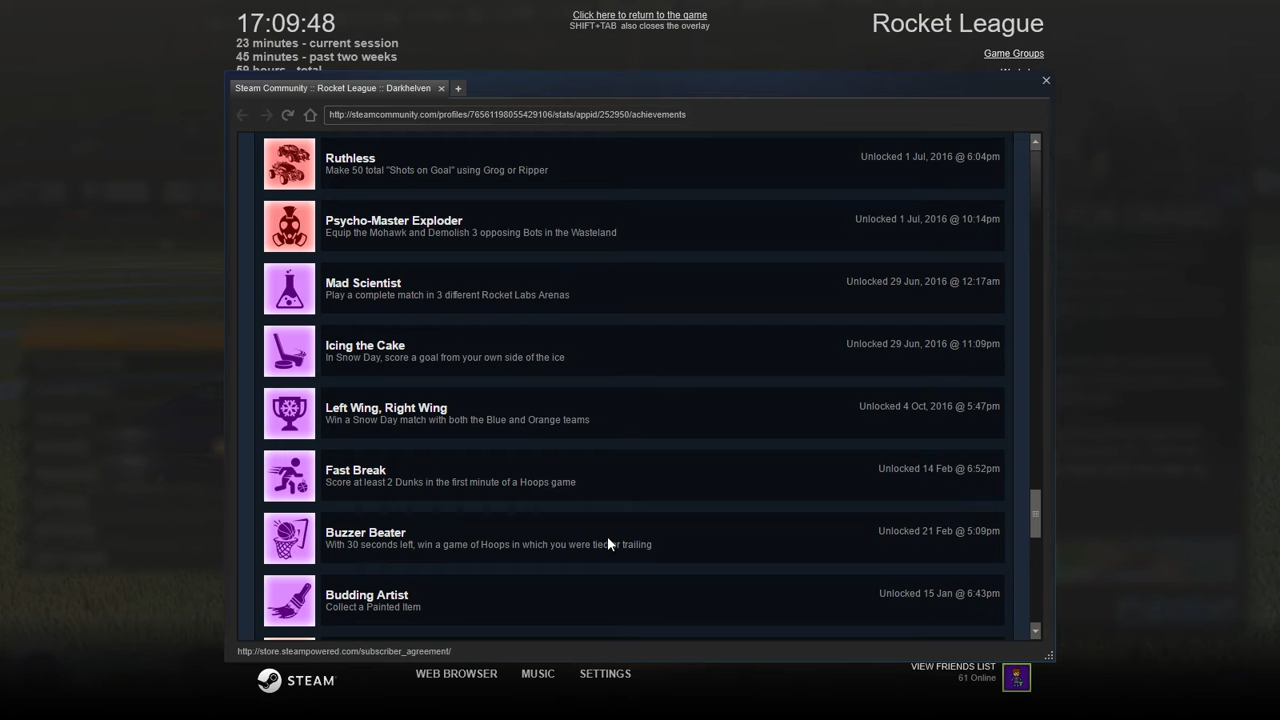 17:09:48
23 minutes - current session
45 minutes - past two weeks
59 hours - total
Click here to return to the game
SHIFT+TAB also closes the overlay
Rocket League
Game Groups
Steam Community :: Rocket League :: Darkhelven
http://steamcommunity.com/profiles/76561198055429106/stats/appid/252950/achievements
Ruthless
Make 50 total "Shots on Goal" using Grog or Ripper
Unlocked 1 Jul, 2016 @ 6:04pm
Psycho-Master Exploder
Equip the Mohawk and Demolish 3 opposing Bots in the Wasteland
Unlocked 1 Jul, 2016 @ 10:14pm
Mad Scientist
Play a complete match in 3 different Rocket Labs Arenas
Unlocked 29 Jun, 2016 @ 12:17am
Icing the Cake
In Snow Day, score a goal from your own side of the ice
Unlocked 29 Jun, 2016 @ 11:09pm
Left Wing, Right Wing
Win a Snow Day match with both the Blue and Orange teams
Unlocked 4 Oct, 2016 @ 5:47pm
Fast Break
Score at least 2 Dunks in the first minute of a Hoops game
Unlocked 14 Feb @ 6:52pm
Buzzer Beater
With 30 seconds left, win a game of Hoops in which you were tied or trailing
Unlocked 21 Feb @ 5:09pm
Budding Artist
Collect a Painted Item
Unlocked 15 Jan @ 6:43pm
http://store.steampowered.com/subscriber_agreement/
STEAM
WEB BROWSER
MUSIC
SETTINGS
VIEW FRIENDS LIST
61 Online